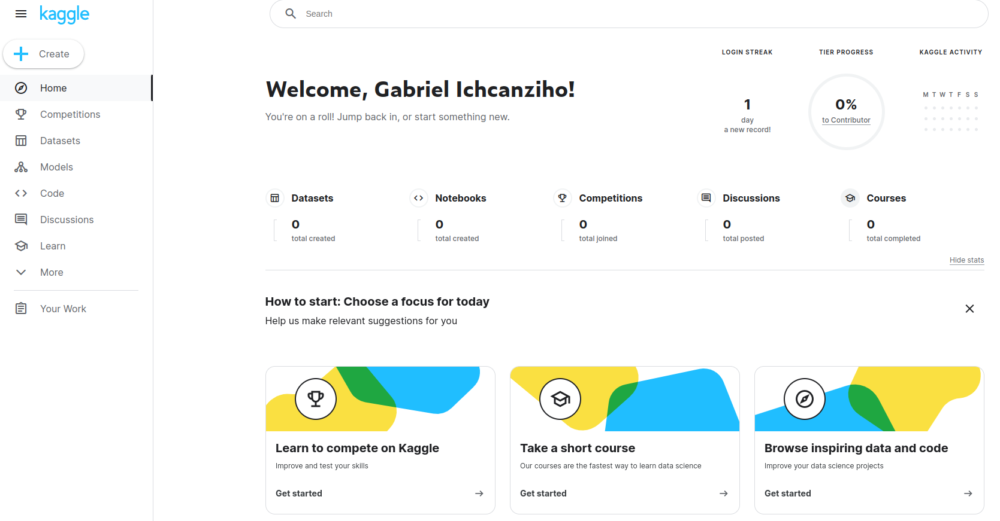 kaggle
Search
Create
Home
Competitions
Datasets
Models
Code
Discussions
Learn
More
Your Work
LOGIN STREAK
TIER PROGRESS
KAGGLE ACTIVITY
Welcome, Gabriel Ichcanziho!
You're on a roll! Jump back in, or start something new.
1
day
a new record!
0%
to Contributor
M T W T F S S
Datasets
0
total created
Notebooks
0
total created
Competitions
0
total joined
Discussions
0
total posted
Courses
0
total completed
Hide stats
How to start: Choose a focus for today
Help us make relevant suggestions for you
Learn to compete on Kaggle
Improve and test your skills
Get started
Take a short course
Our courses are the fastest way to learn data science
Get started
Browse inspiring data and code
Improve your data science projects
Get started